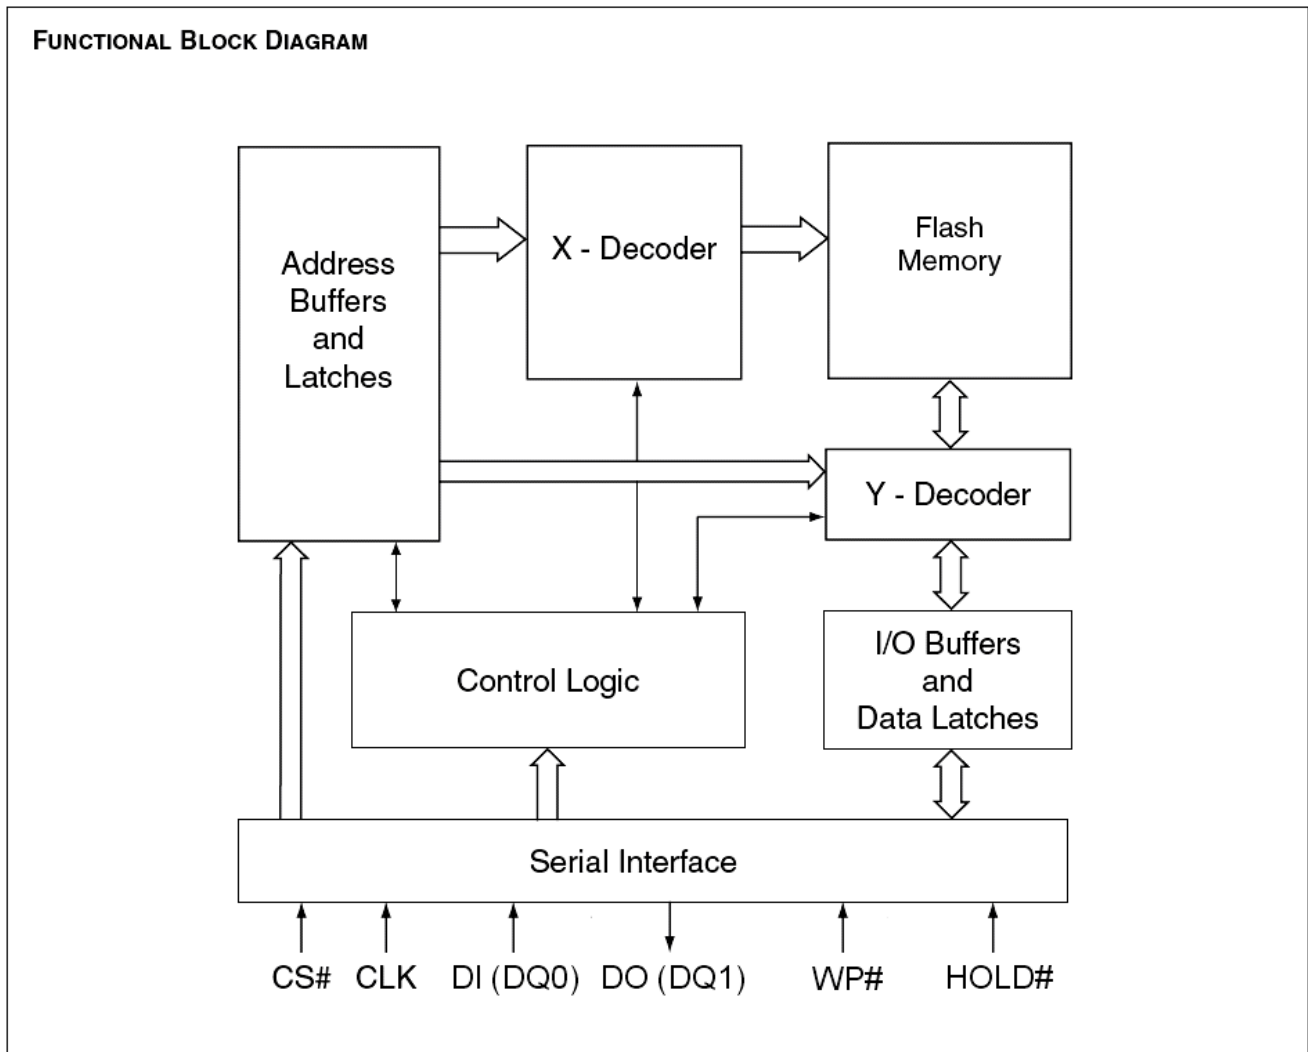 FUNCTIONAL BLOCK DIAGRAM
Address
Buffers
and
Latches
X - Decoder
Flash
Memory
Y - Decoder
Control Logic
I/O Buffers
and
Data Latches
Serial Interface
CS# CLK DI (DQ0) DO (DQ1) WP# HOLD#